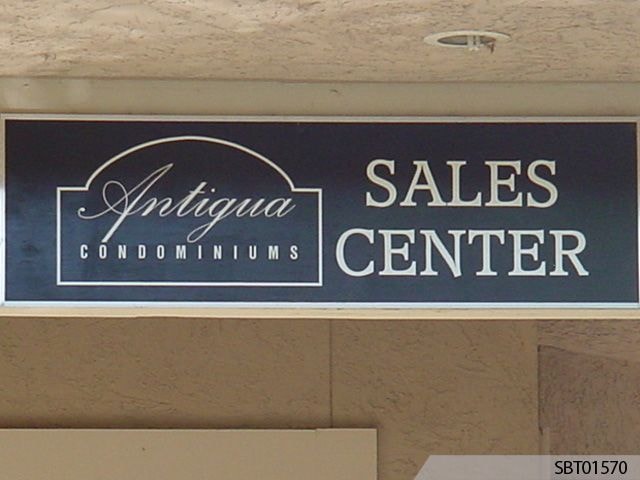 Antigua
CONDOMINIUMS
SALES
CENTER
SBT01570